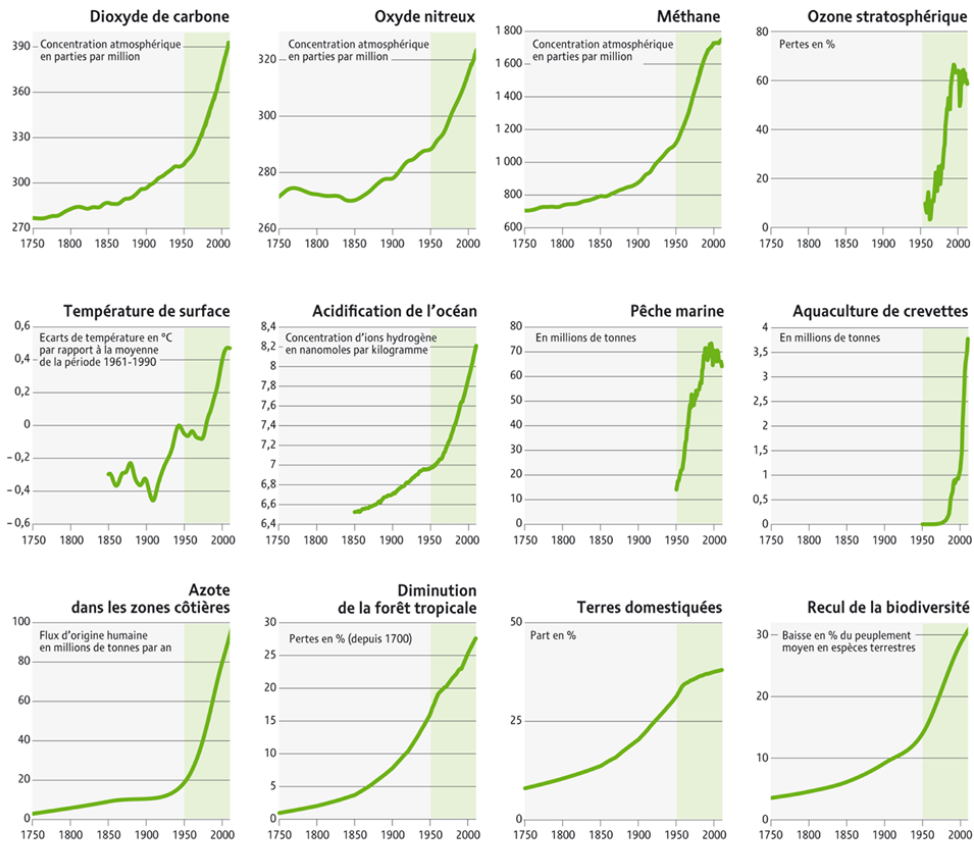 Dioxyde de carbone
Concentration atmosphérique
en parties par million
390
360
330
300
270
1750 1800 1850 1900 1950 2000
Oxyde nitreux
Concentration atmosphérique
en parties par million
320
300
280
260
1750 1800 1850 1900 1950 2000
Méthane
1 800
Concentration atmosphérique
en parties par million
1 600
1 400
1 200
1 000
800
600
1750 1800 1850 1900 1950 2000
Ozone stratosphérique
80
Pertes en %
60
40
20
0
1750 1800 1850 1900 1950 2000
Température de surface
0,6
Ecarts de température en °C
par rapport à la moyenne
de la période 1961-1990
0,4
0,2
0
- 0,2
- 0,4
- 0,6
1750 1800 1850 1900 1950 2000
Acidification de l'océan
8,4
Concentration d'ions hydrogène
en nanomoles par kilogramme
8,2
8
7,8
7,6
7,4
7,2
7
6,8
6,6
6,4
1750 1800 1850 1900 1950 2000
Pêche marine
80
En millions de tonnes
70
60
50
40
30
20
10
0
1750 1800 1850 1900 1950 2000
Aquaculture de crevettes
4
En millions de tonnes
3,5
3
2,5
2
1,5
1
0,5
0
1750 1800 1850 1900 1950 2000
Azote
dans les zones côtières
100
Flux d'origine humaine
en millions de tonnes par an
80
60
40
20
0
1750 1800 1850 1900 1950 2000
Diminution
de la forêt tropicale
30
Pertes en % (depuis 1700)
25
20
15
10
5
0
1750 1800 1850 1900 1950 2000
Terres domestiquées
50
Part en %
25
0
1750 1800 1850 1900 1950 2000
Recul de la biodiversité
30
Baisse en % du peuplement
moyen en espèces terrestres
20
10
0
1750 1800 1850 1900 1950 2000